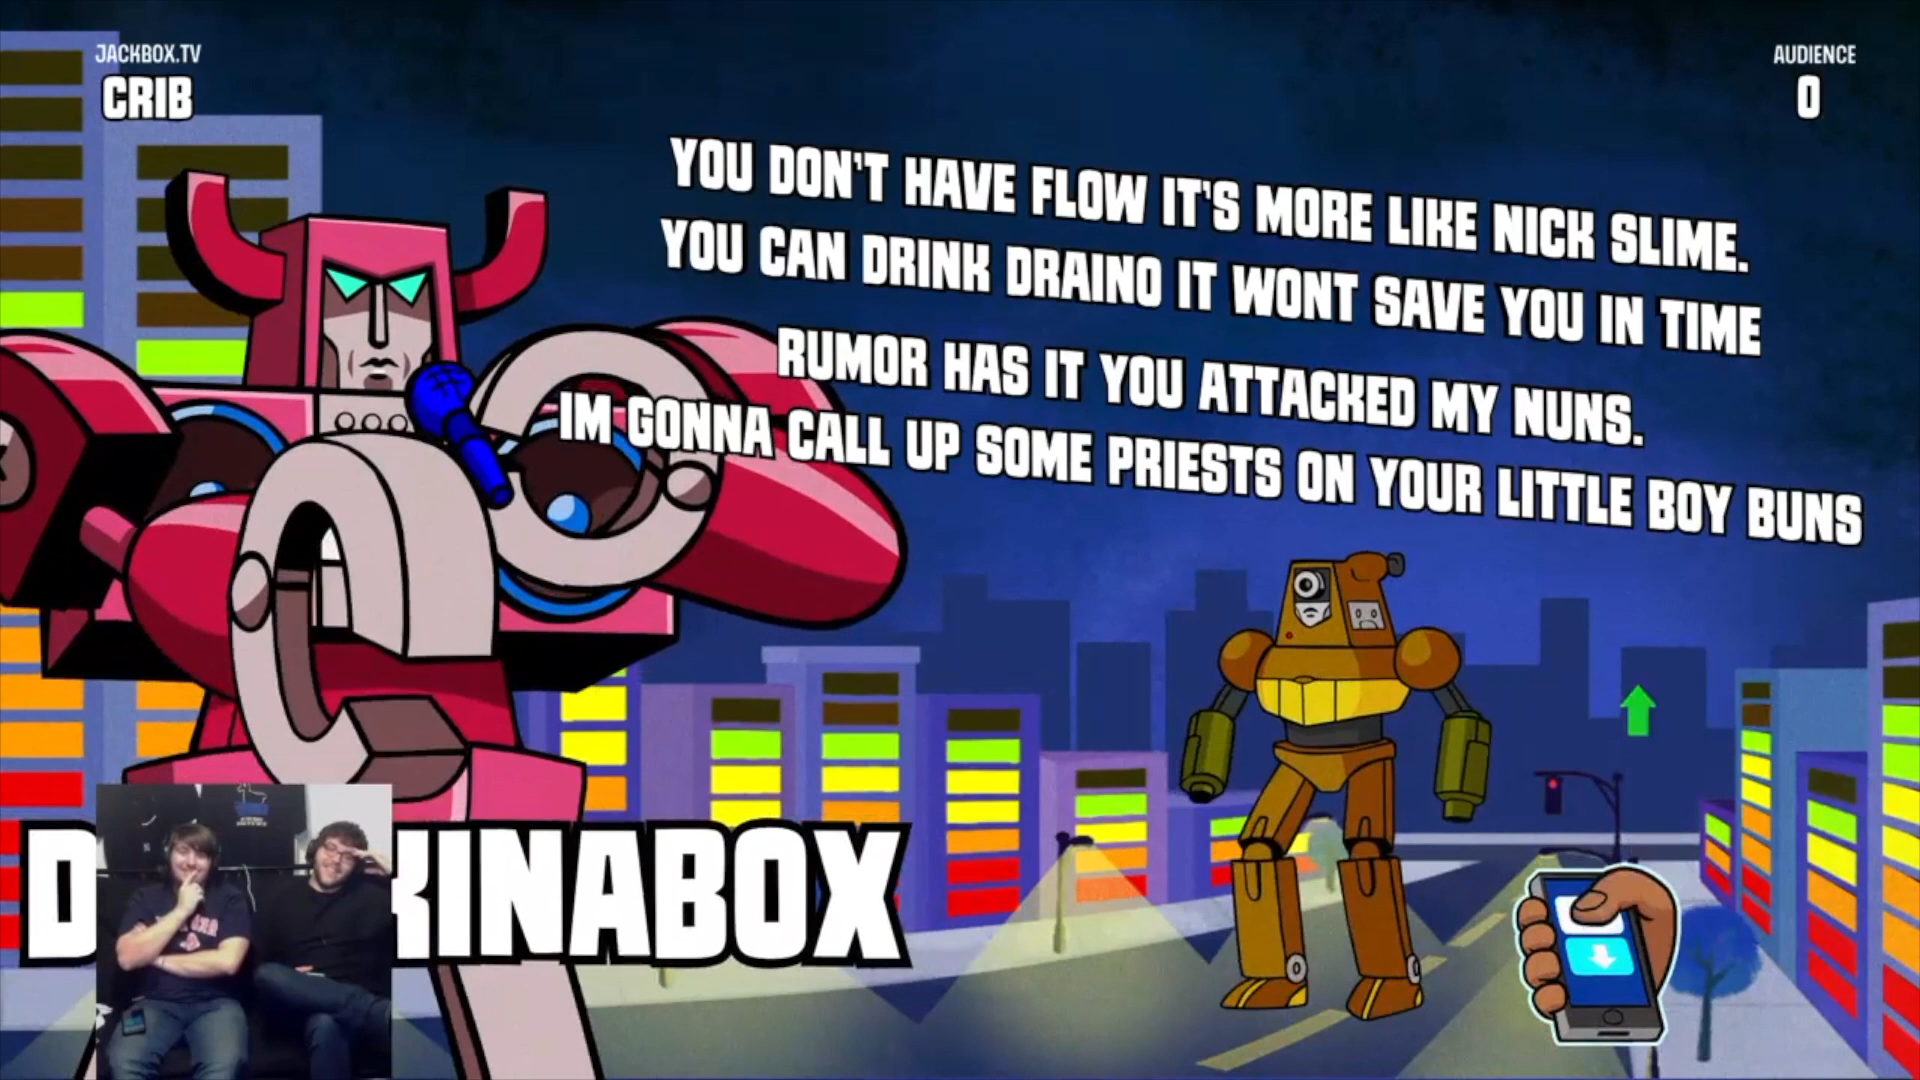 JACKBOX.TV
CRIB
AUDIENCE
0
YOU DON'T HAVE FLOW IT'S MORE LIKE NICK SLIME.
YOU CAN DRINK DRAINO IT WONT SAVE YOU IN TIME
RUMOR HAS IT YOU ATTACKED MY NUNS.
IM GONNA CALL UP SOME PRIESTS ON YOUR LITTLE BOY BUNS